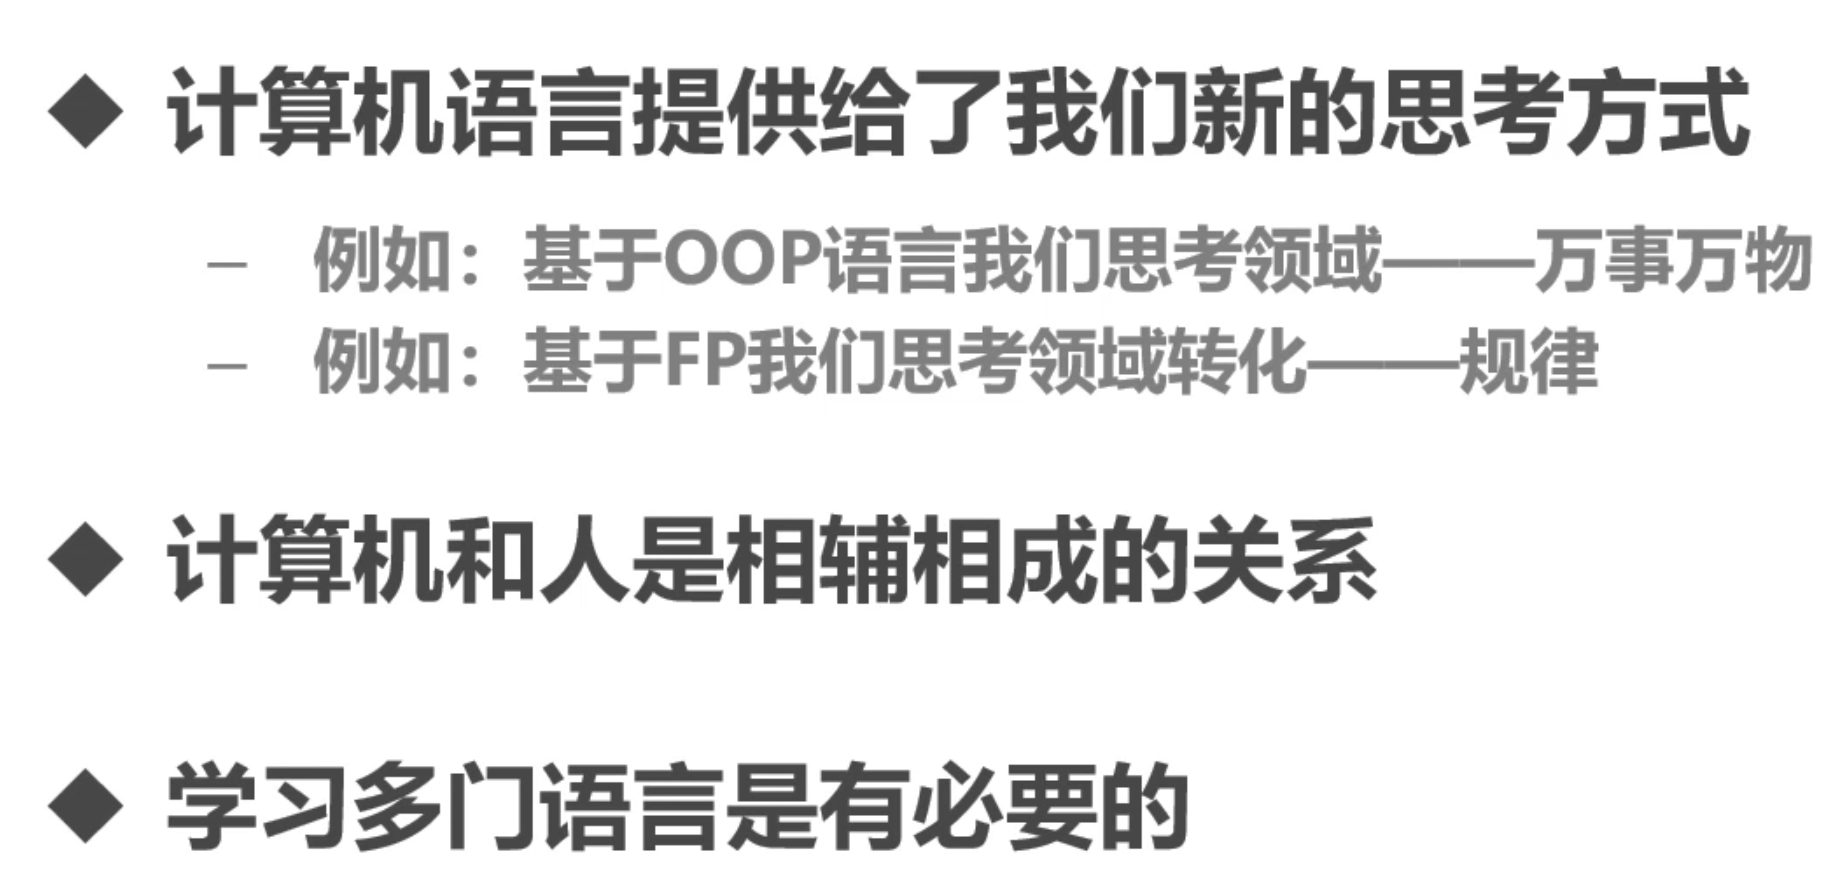 ◆ 计算机语言提供给了我们新的思考方式
– 例如：基于OOP语言我们思考领域——万事万物
– 例如：基于FP我们思考领域转化——规律
◆ 计算机和人是相辅相成的关系
◆ 学习多门语言是有必要的